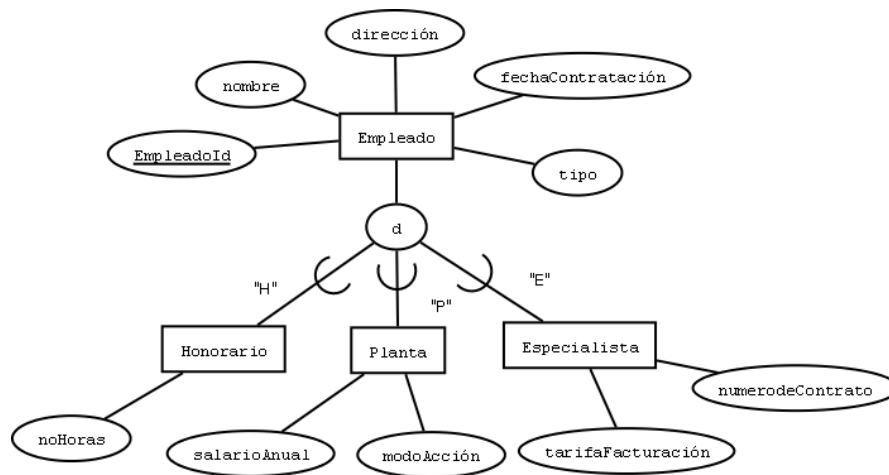 dirección
nombre
fechaContratación
Empleado
EmpleadoId
tipo
d
"H"
"P"
"E"
Honorario
Planta
Especialista
noHoras
salarioAnual
modoAcción
tarifaFacturación
numerodeContrato